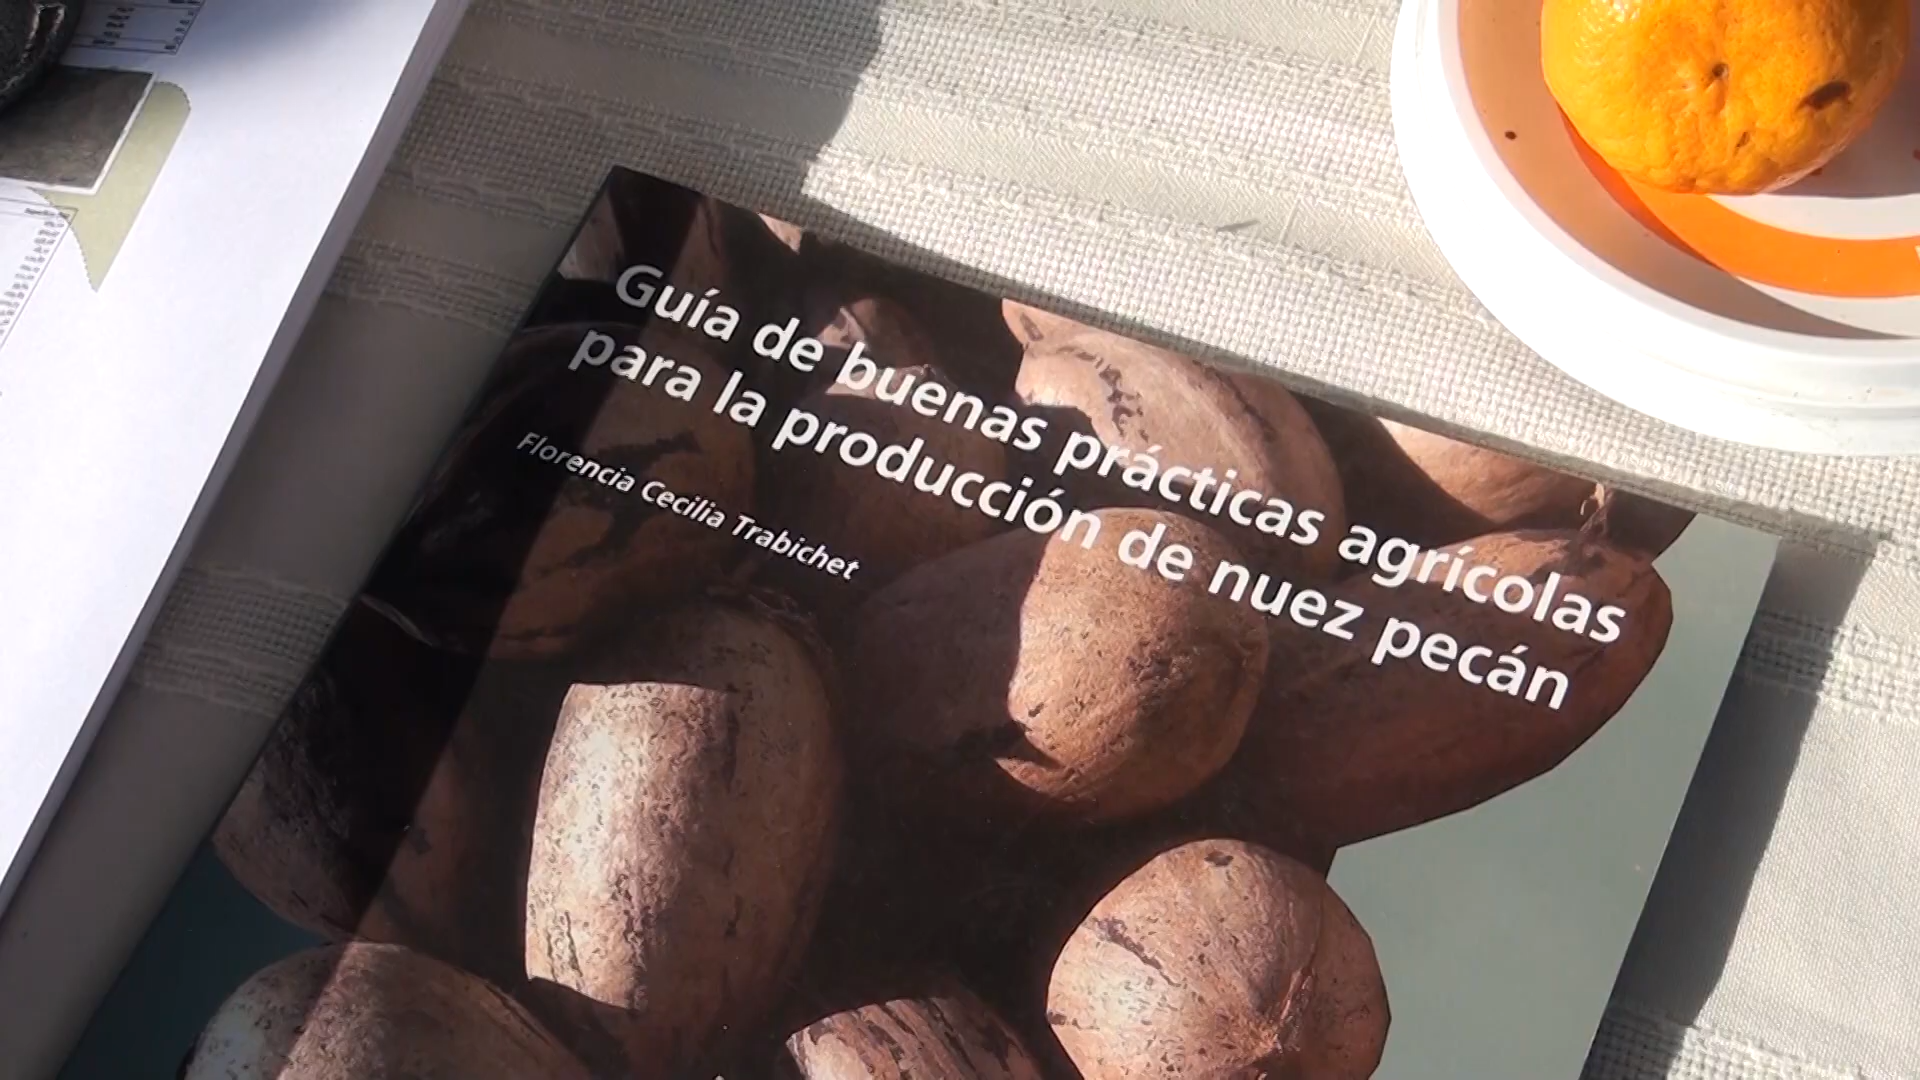 Guía de buenas prácticas agrícolas
para la producción de nuez pecán
Florencia Cecilia Trabichet